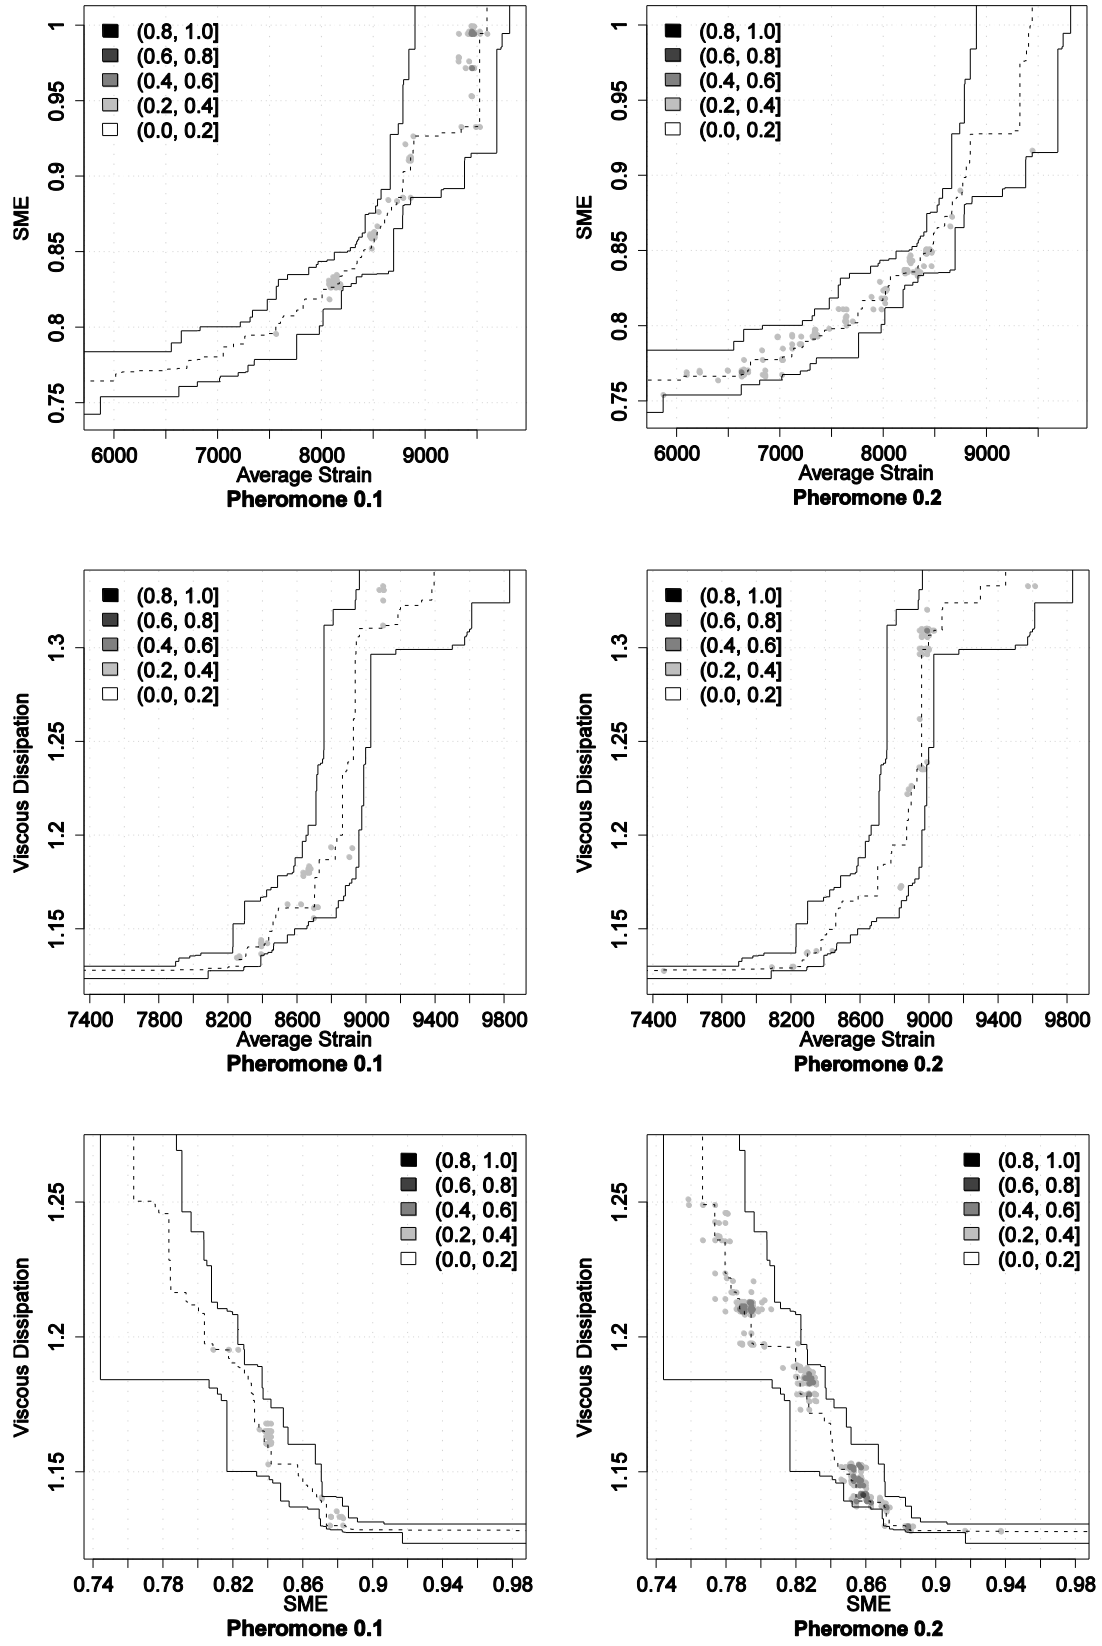 (0.8, 1.0]
(0.6, 0.8]
(0.4, 0.6]
(0.2, 0.4]
(0.0, 0.2]
1
0.95
0.9
0.85
0.8
0.75
SME
6000 7000 8000 9000
Average Strain
Pheromone 0.1
(0.8, 1.0]
(0.6, 0.8]
(0.4, 0.6]
(0.2, 0.4]
(0.0, 0.2]
1
0.95
0.9
0.85
0.8
0.75
SME
6000 7000 8000 9000
Average Strain
Pheromone 0.2
(0.8, 1.0]
(0.6, 0.8]
(0.4, 0.6]
(0.2, 0.4]
(0.0, 0.2]
1.3
1.25
1.2
1.15
Viscous Dissipation
7400 7800 8200 8600 9000 9400 9800
Average Strain
Pheromone 0.1
(0.8, 1.0]
(0.6, 0.8]
(0.4, 0.6]
(0.2, 0.4]
(0.0, 0.2]
1.3
1.25
1.2
1.15
Viscous Dissipation
7400 7800 8200 8600 9000 9400 9800
Average Strain
Pheromone 0.2
(0.8, 1.0]
(0.6, 0.8]
(0.4, 0.6]
(0.2, 0.4]
(0.0, 0.2]
1.25
1.2
1.15
Viscous Dissipation
0.74 0.78 0.82 0.86 0.9 0.94 0.98
SME
Pheromone 0.1
(0.8, 1.0]
(0.6, 0.8]
(0.4, 0.6]
(0.2, 0.4]
(0.0, 0.2]
1.25
1.2
1.15
Viscous Dissipation
0.74 0.78 0.82 0.86 0.9 0.94 0.98
SME
Pheromone 0.2